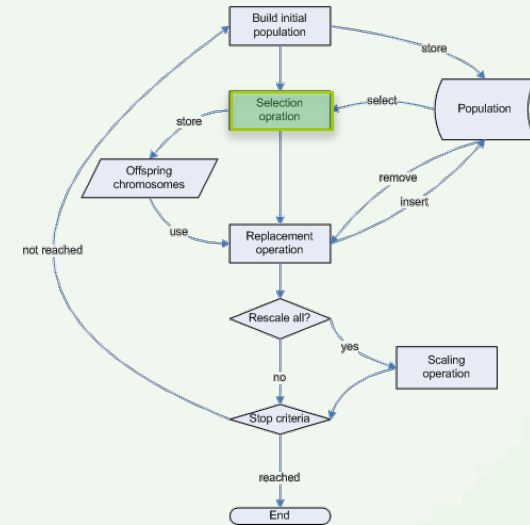 Build initial
population
store
Selection
opration
select
Population
store
Offspring
chromosomes
remove
insert
use
Replacement
operation
not reached
Rescale all?
yes
Scaling
operation
no
Stop criteria
reached
End